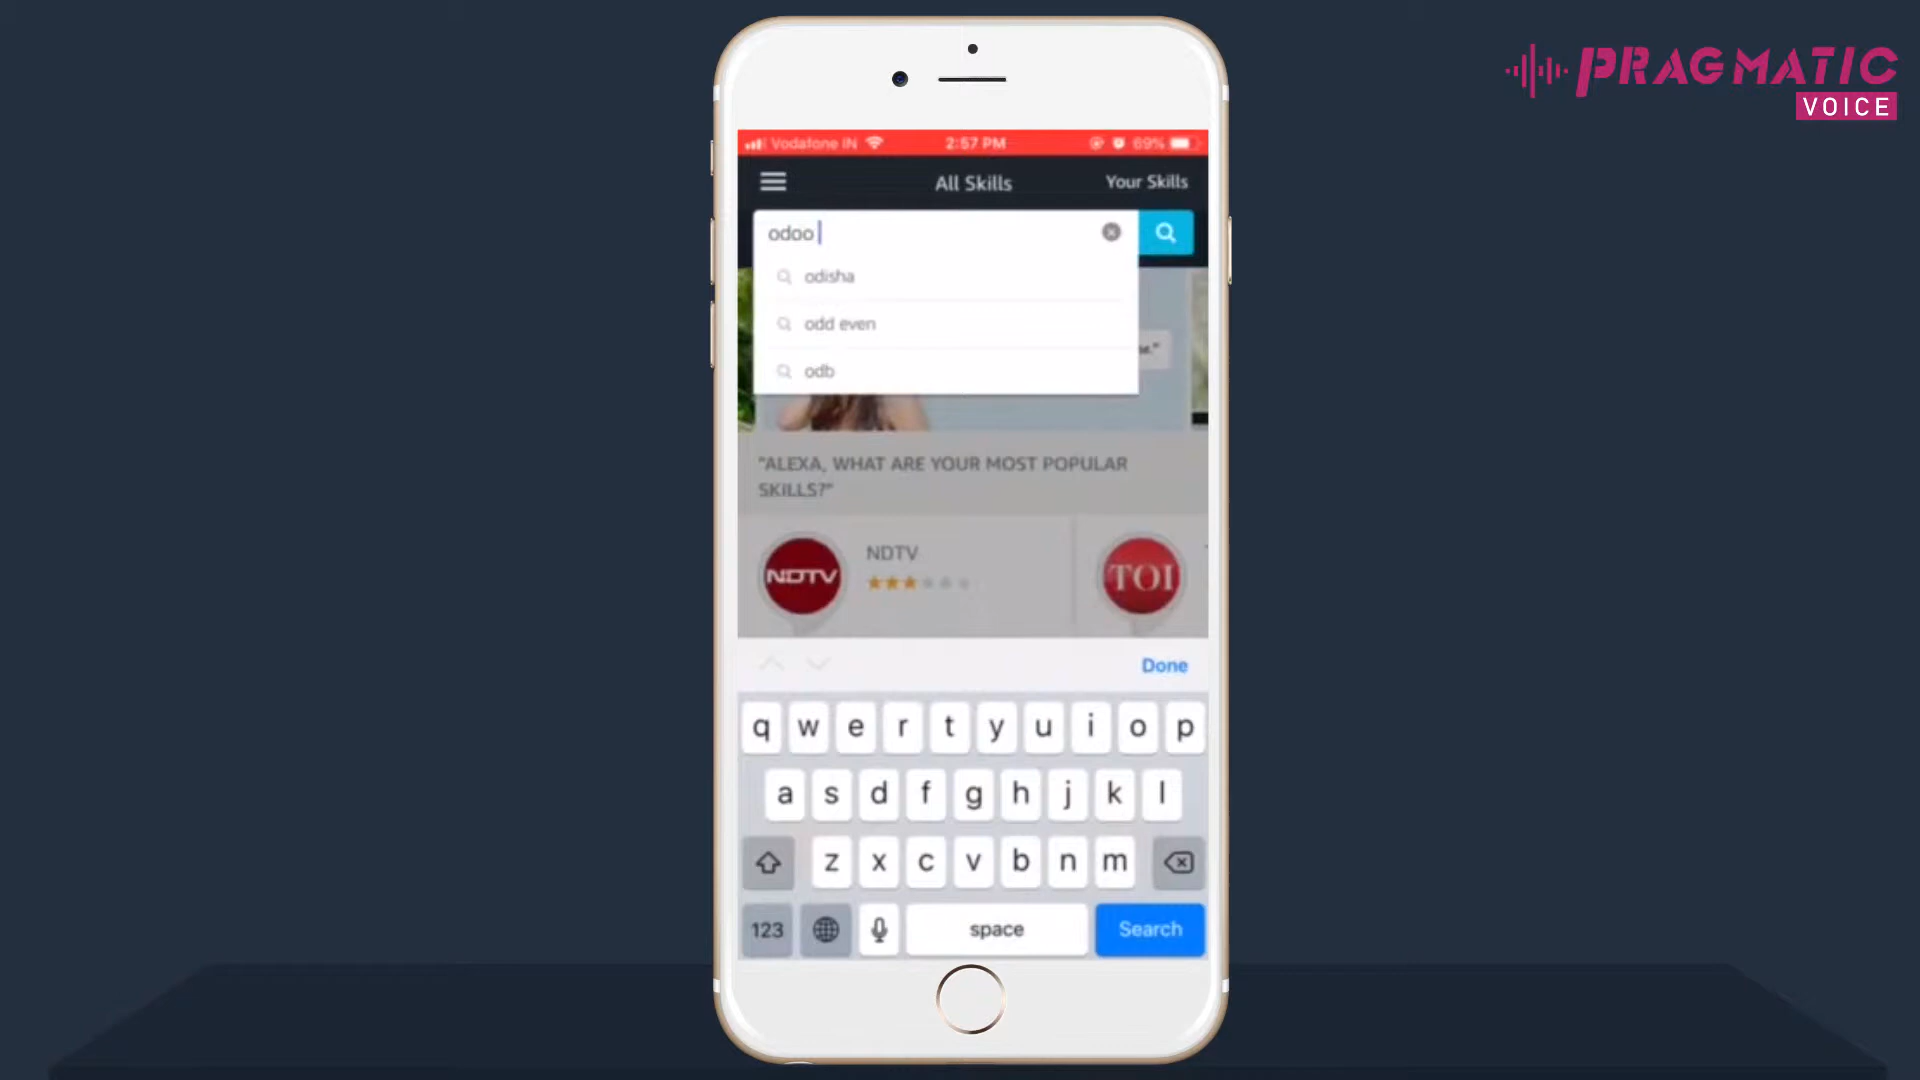 PRAGMATIC
VOICE
Vodafone IN
2:57 PM
69%
All Skills
Your Skills
odoo
odisha
odd even
odb
"ALEXA, WHAT ARE YOUR MOST POPULAR
SKILLS?"
NDTV
NDTV
TOI
Done
q w e r t y u i o p
a s d f g h j k l
z x c v b n m
123
space
Search